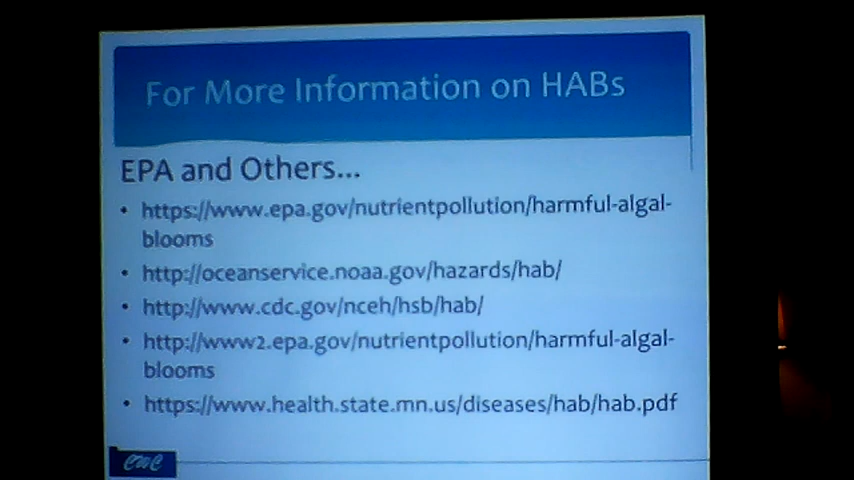 For More Information on HABs
EPA and Others...
• https://www.epa.gov/nutrientpollution/harmful-algal-
blooms
• http://oceanservice.noaa.gov/hazards/hab/
• http://www.cdc.gov/nceh/hsb/hab/
• http://www2.epa.gov/nutrientpollution/harmful-algal-
blooms
• https://www.health.state.mn.us/diseases/hab/hab.pdf